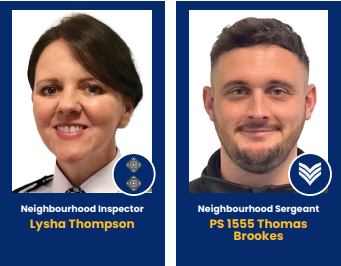 Neighbourhood Inspector
Lysha Thompson
Neighbourhood Sergeant
PS 1555 Thomas
Brookes